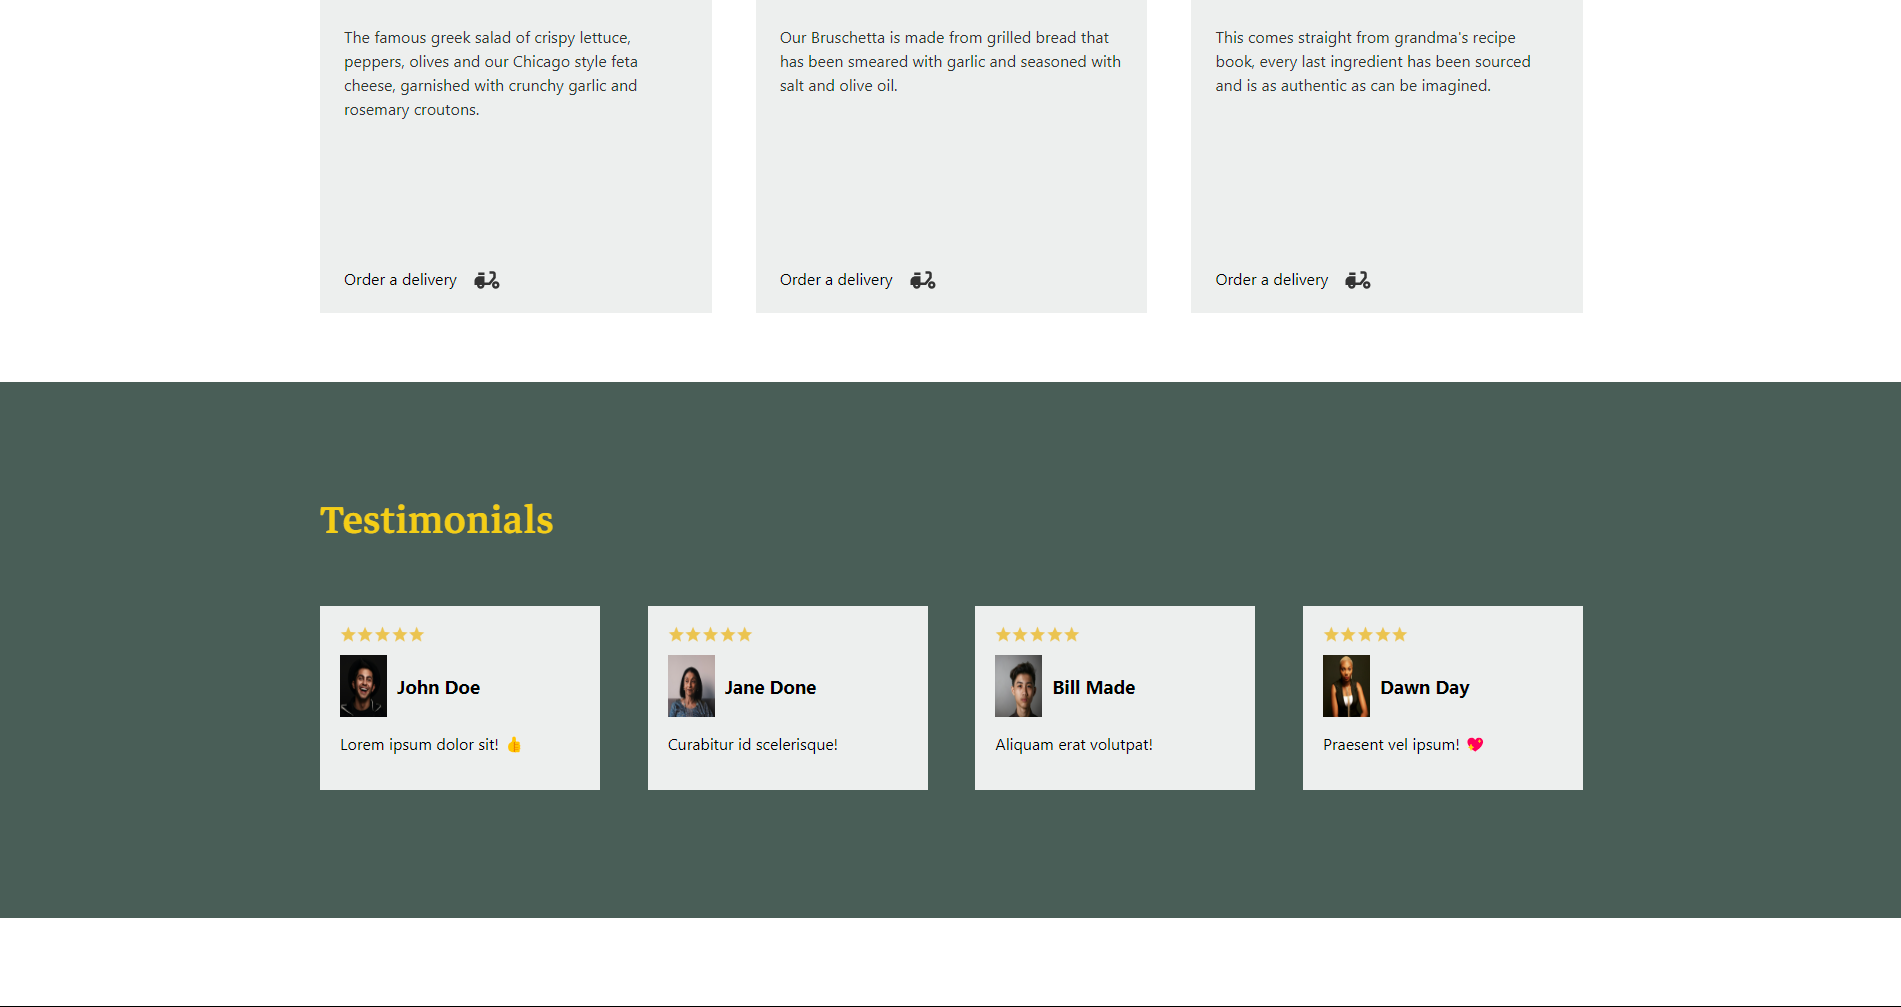 The famous greek salad of crispy lettuce,
peppers, olives and our Chicago style feta
cheese, garnished with crunchy garlic and
rosemary croutons.
Order a delivery
Our Bruschetta is made from grilled bread that
has been smeared with garlic and seasoned with
salt and olive oil.
Order a delivery
This comes straight from grandma's recipe
book, every last ingredient has been sourced
and is as authentic as can be imagined.
Order a delivery
Testimonials
John Doe
Lorem ipsum dolor sit! 👍
Jane Done
Curabitur id scelerisque!
Bill Made
Aliquam erat volutpat!
Dawn Day
Praesent vel ipsum! 💖